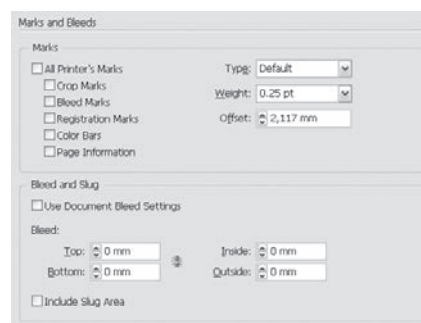 Marks and Bleeds
Marks
All Printer's Marks
Crop Marks
Bleed Marks
Registration Marks
Color Bars
Page Information
Type: Default
Weight: 0.25 pt
Offset: 2,117 mm
Bleed and Slug
Use Document Bleed Settings
Bleed:
Top: 0 mm
Bottom: 0 mm
Inside: 0 mm
Outside: 0 mm
Include Slug Area